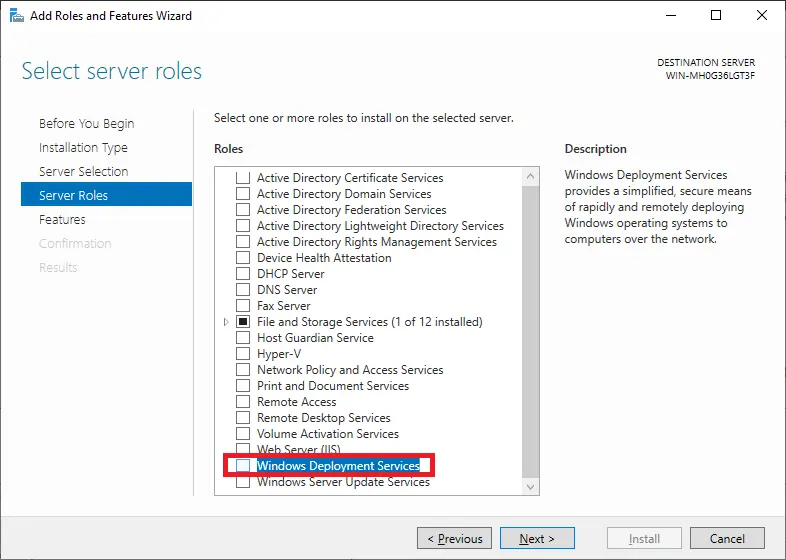 Add Roles and Features Wizard
Select server roles
DESTINATION SERVER
WIN-MH0G36LGT3F
Before You Begin
Installation Type
Server Selection
Server Roles
Features
Confirmation
Results
Select one or more roles to install on the selected server.
Roles
Active Directory Certificate Services
Active Directory Domain Services
Active Directory Federation Services
Active Directory Lightweight Directory Services
Active Directory Rights Management Services
Device Health Attestation
DHCP Server
DNS Server
Fax Server
File and Storage Services (1 of 12 installed)
Host Guardian Service
Hyper-V
Network Policy and Access Services
Print and Document Services
Remote Access
Remote Desktop Services
Volume Activation Services
Web Server (IIS)
Windows Deployment Services
Windows Server Update Services
Description
Windows Deployment Services
provides a simplified, secure means
of rapidly and remotely deploying
Windows operating systems to
computers over the network.
< Previous
Next >
Install
Cancel